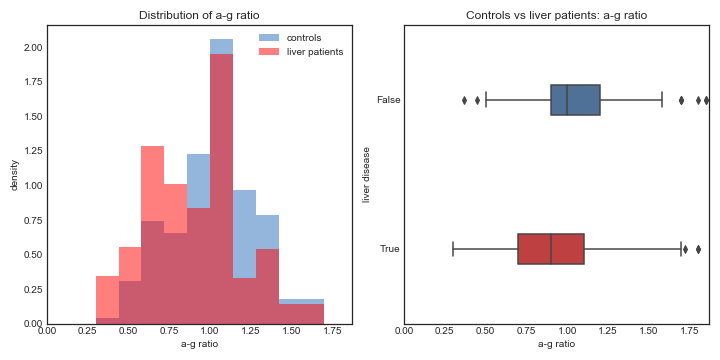 Distribution of a-g ratio
controls
liver patients
density
2.00
1.75
1.50
1.25
1.00
0.75
0.50
0.25
0.00
0.00 0.25 0.50 0.75 1.00 1.25 1.50 1.75
a-g ratio
Controls vs liver patients: a-g ratio
liver disease
False
True
0.00 0.25 0.50 0.75 1.00 1.25 1.50 1.75
a-g ratio